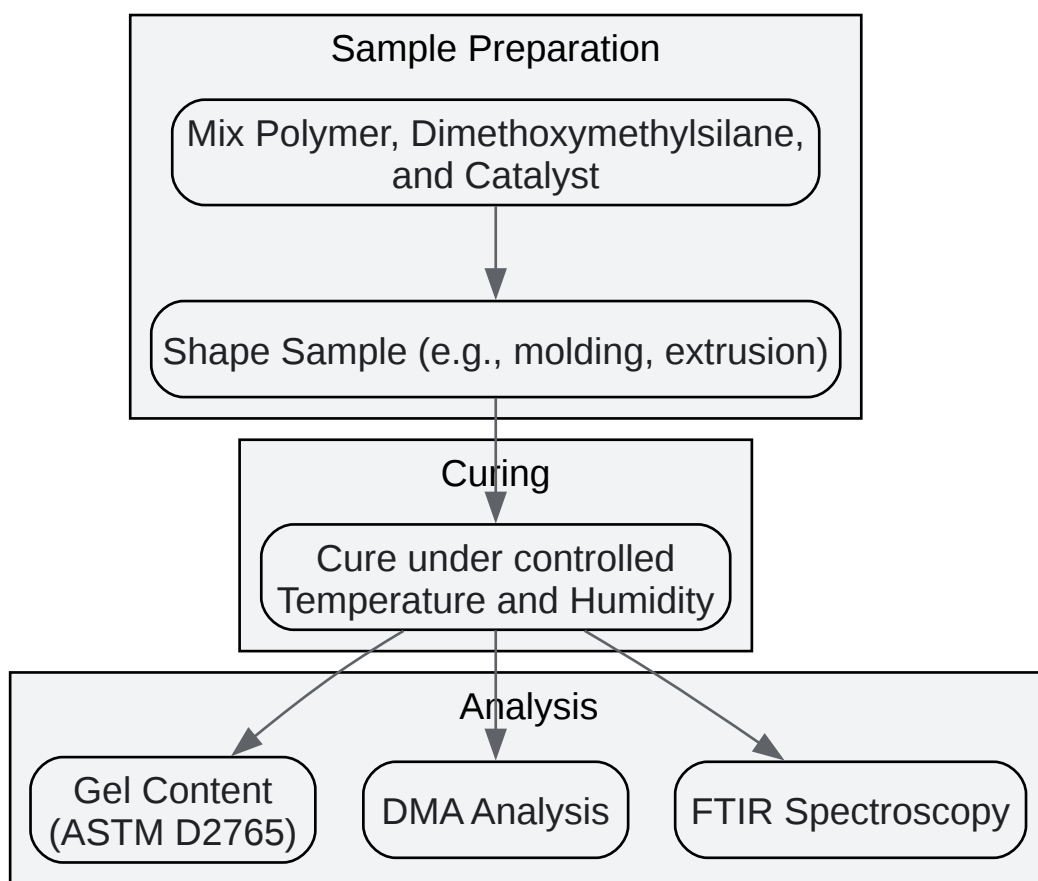 Sample Preparation
Mix Polymer, Dimethoxymethylsilane,
and Catalyst
Shape Sample (e.g., molding, extrusion)
Curing
Cure under controlled
Temperature and Humidity
Analysis
Gel Content
(ASTM D2765)
DMA Analysis
FTIR Spectroscopy